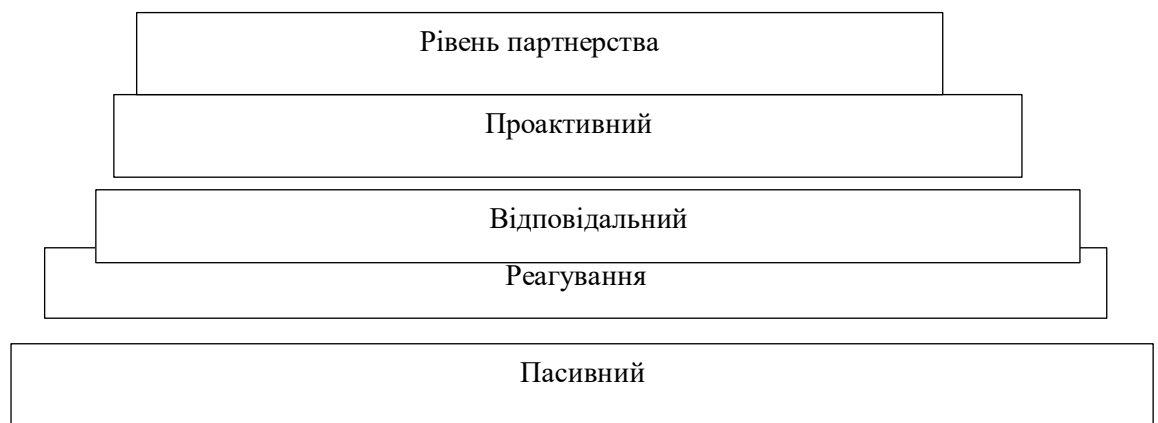 Рівень партнерства
Проактивний
Відповідальний
Реагування
Пасивний